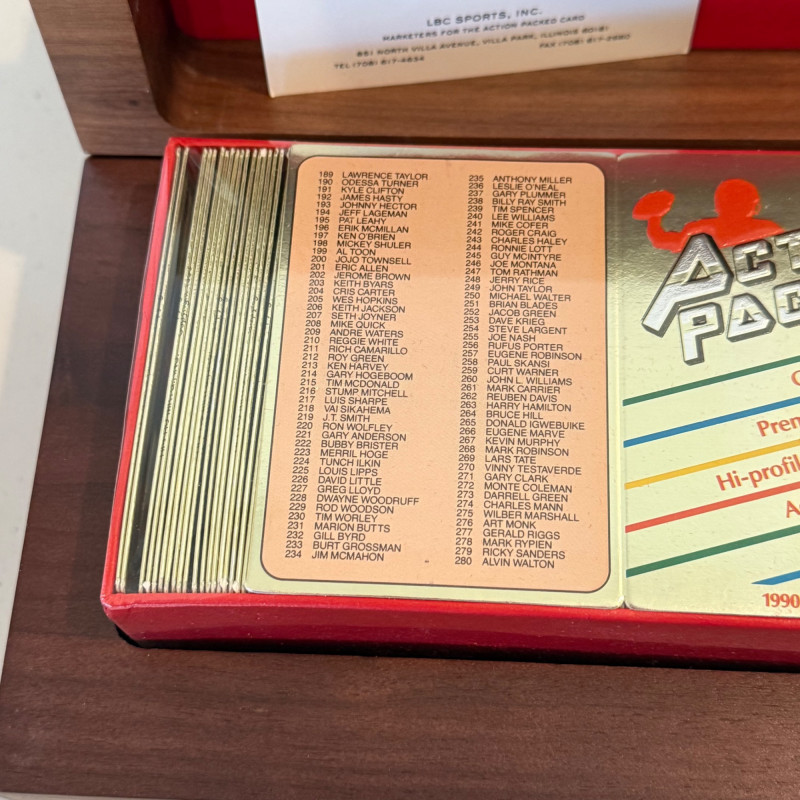 LBC SPORTS, INC.
MARKETERS FOR THE ACTION PACKED CARD
861 NORTH VILLA AVENUE, VILLA PARK, ILLINOIS 60181
TEL (708) 617-4834 FAX (708) 617-2680
189 LAWRENCE TAYLOR
190 ODESSA TURNER
191 KYLE CLIFTON
192 JAMES HASTY
193 JOHNNY HECTOR
194 JEFF LAGEMAN
195 PAT LEAHY
196 ERIK MCMILLAN
197 KEN O'BRIEN
198 MICKEY SHULER
199 AL TOON
200 JOJO TOWNSELL
201 ERIC ALLEN
202 JEROME BROWN
203 KEITH BYARS
204 CRIS CARTER
205 WES HOPKINS
206 KEITH JACKSON
207 SETH JOYNER
208 MIKE QUICK
209 ANDRE WATERS
210 REGGIE WHITE
211 RICH CAMARILLO
212 ROY GREEN
213 KEN HARVEY
214 GARY HOGEBOOM
215 TIM MCDONALD
216 STUMP MITCHELL
217 LUIS SHARPE
218 VAI SIKAHEMA
219 J.T. SMITH
220 RON WOLFLEY
221 GARY ANDERSON
222 BUBBY BRISTER
223 MERRIL HOGE
224 TUNCH ILKIN
225 LOUIS LIPPS
226 DAVID LITTLE
227 GREG LLOYD
228 DWAYNE WOODRUFF
229 ROD WOODSON
230 TIM WORLEY
231 MARION BUTTS
232 GILL BYRD
233 BURT GROSSMAN
234 JIM MCMAHON
235 ANTHONY MILLER
236 LESLIE O'NEAL
237 GARY PLUMMER
238 BILLY RAY SMITH
239 TIM SPENCER
240 LEE WILLIAMS
241 MIKE COFER
242 ROGER CRAIG
243 CHARLES HALEY
244 RONNIE LOTT
245 GUY MCINTYRE
246 JOE MONTANA
247 TOM RATHMAN
248 JERRY RICE
249 JOHN TAYLOR
250 MICHAEL WALTER
251 BRIAN BLADES
252 JACOB GREEN
253 DAVE KRIEG
254 STEVE LARGENT
255 JOE NASH
256 RUFUS PORTER
257 EUGENE ROBINSON
258 PAUL SKANSI
259 CURT WARNER
260 JOHN L. WILLIAMS
261 MARK CARRIER
262 REUBEN DAVIS
263 HARRY HAMILTON
264 BRUCE HILL
265 DONALD IGWEBUIKE
266 EUGENE MARVE
267 KEVIN MURPHY
268 MARK ROBINSON
269 LARS TATE
270 VINNY TESTAVERDE
271 GARY CLARK
272 MONTE COLEMAN
273 DARRELL GREEN
274 CHARLES MANN
275 WILBER MARSHALL
276 ART MONK
277 GERALD RIGGS
278 MARK RYPIEN
279 RICKY SANDERS
280 ALVIN WALTON
ACT
PAC
Prem
Hi-profil
A
1990